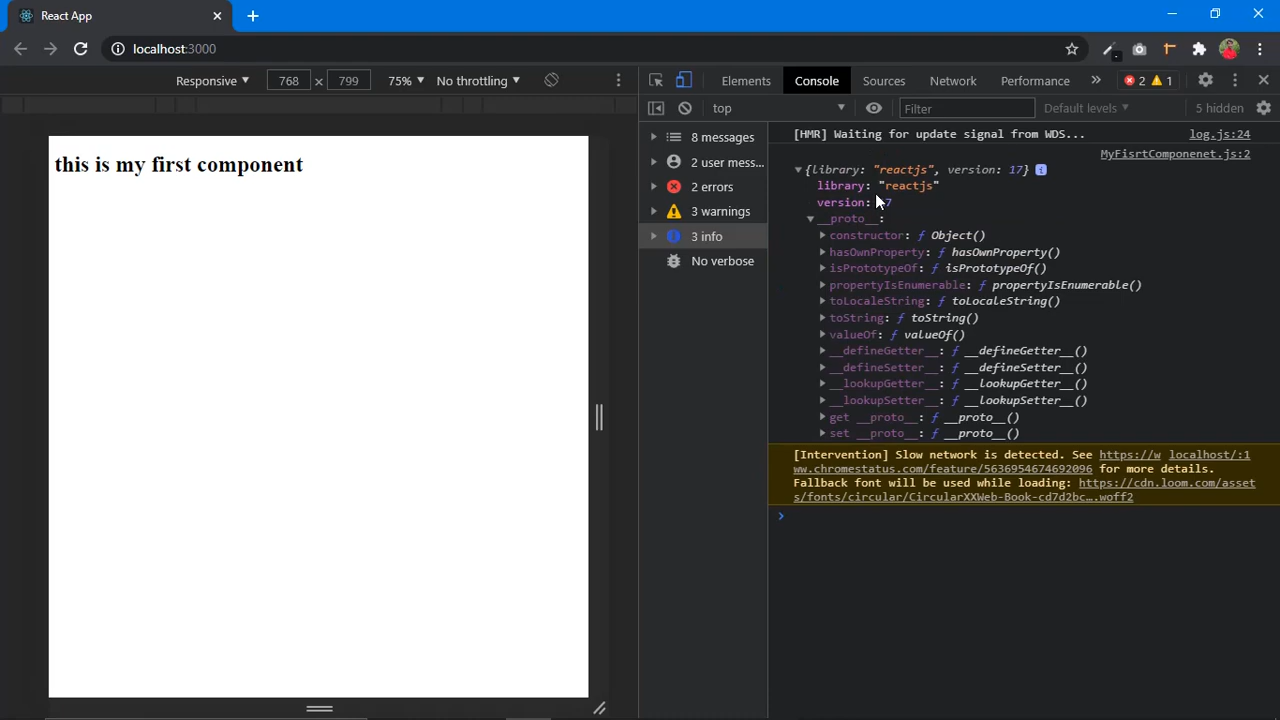 React App
localhost:3000
Responsive 768 × 799 75% No throttling
Elements Console Sources Network Performance » 2 1
top Filter Default levels 5 hidden
8 messages
2 user mess...
2 errors
3 warnings
3 info
No verbose
[HMR] Waiting for update signal from WDS... log.js:24
MyFisrtComponenet.js:2
{library: "reactjs", version: 17} i
library: "reactjs"
version: 7
__proto__:
constructor: ƒ Object()
hasOwnProperty: ƒ hasOwnProperty()
isPrototypeOf: ƒ isPrototypeOf()
propertyIsEnumerable: ƒ propertyIsEnumerable()
toLocaleString: ƒ toLocaleString()
toString: ƒ toString()
valueOf: ƒ valueOf()
__defineGetter__: ƒ __defineGetter__()
__defineSetter__: ƒ __defineSetter__()
__lookupGetter__: ƒ __lookupGetter__()
__lookupSetter__: ƒ __lookupSetter__()
get __proto__: ƒ __proto__()
set __proto__: ƒ __proto__()
[Intervention] Slow network is detected. See https://w localhost/:1
ww.chromestatus.com/feature/5636954674692096 for more details.
Fallback font will be used while loading: https://cdn.loom.com/asset
s/fonts/circular/CircularXXWeb-Book-cd7d2bc….woff2
this is my first component